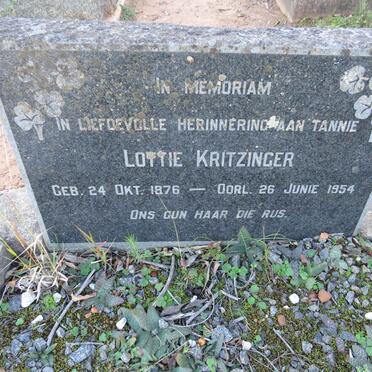 IN MEMORIAM
IN LIEFDEVOLLE HERINNERING AAN TANNIE
LOTTIE KRITZINGER
GEB. 24 OKT. 1876 — OORL. 26 JUNIE 1954
ONS GUN HAAR DIE RUS.